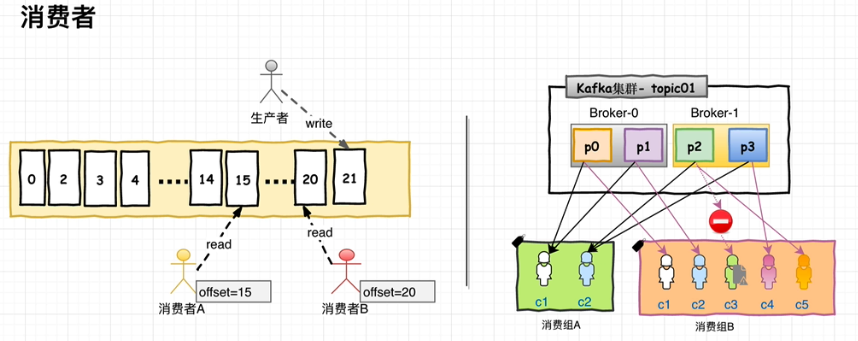 消费者
生产者
write
0
2
3
4
14
15
20
21
read
read
offset=15
offset=20
消费者A
消费者B
Kafka集群- topic01
Broker-0
Broker-1
p0
p1
p2
p3
c1
c2
消费组A
c1
c2
c3
c4
c5
消费组B